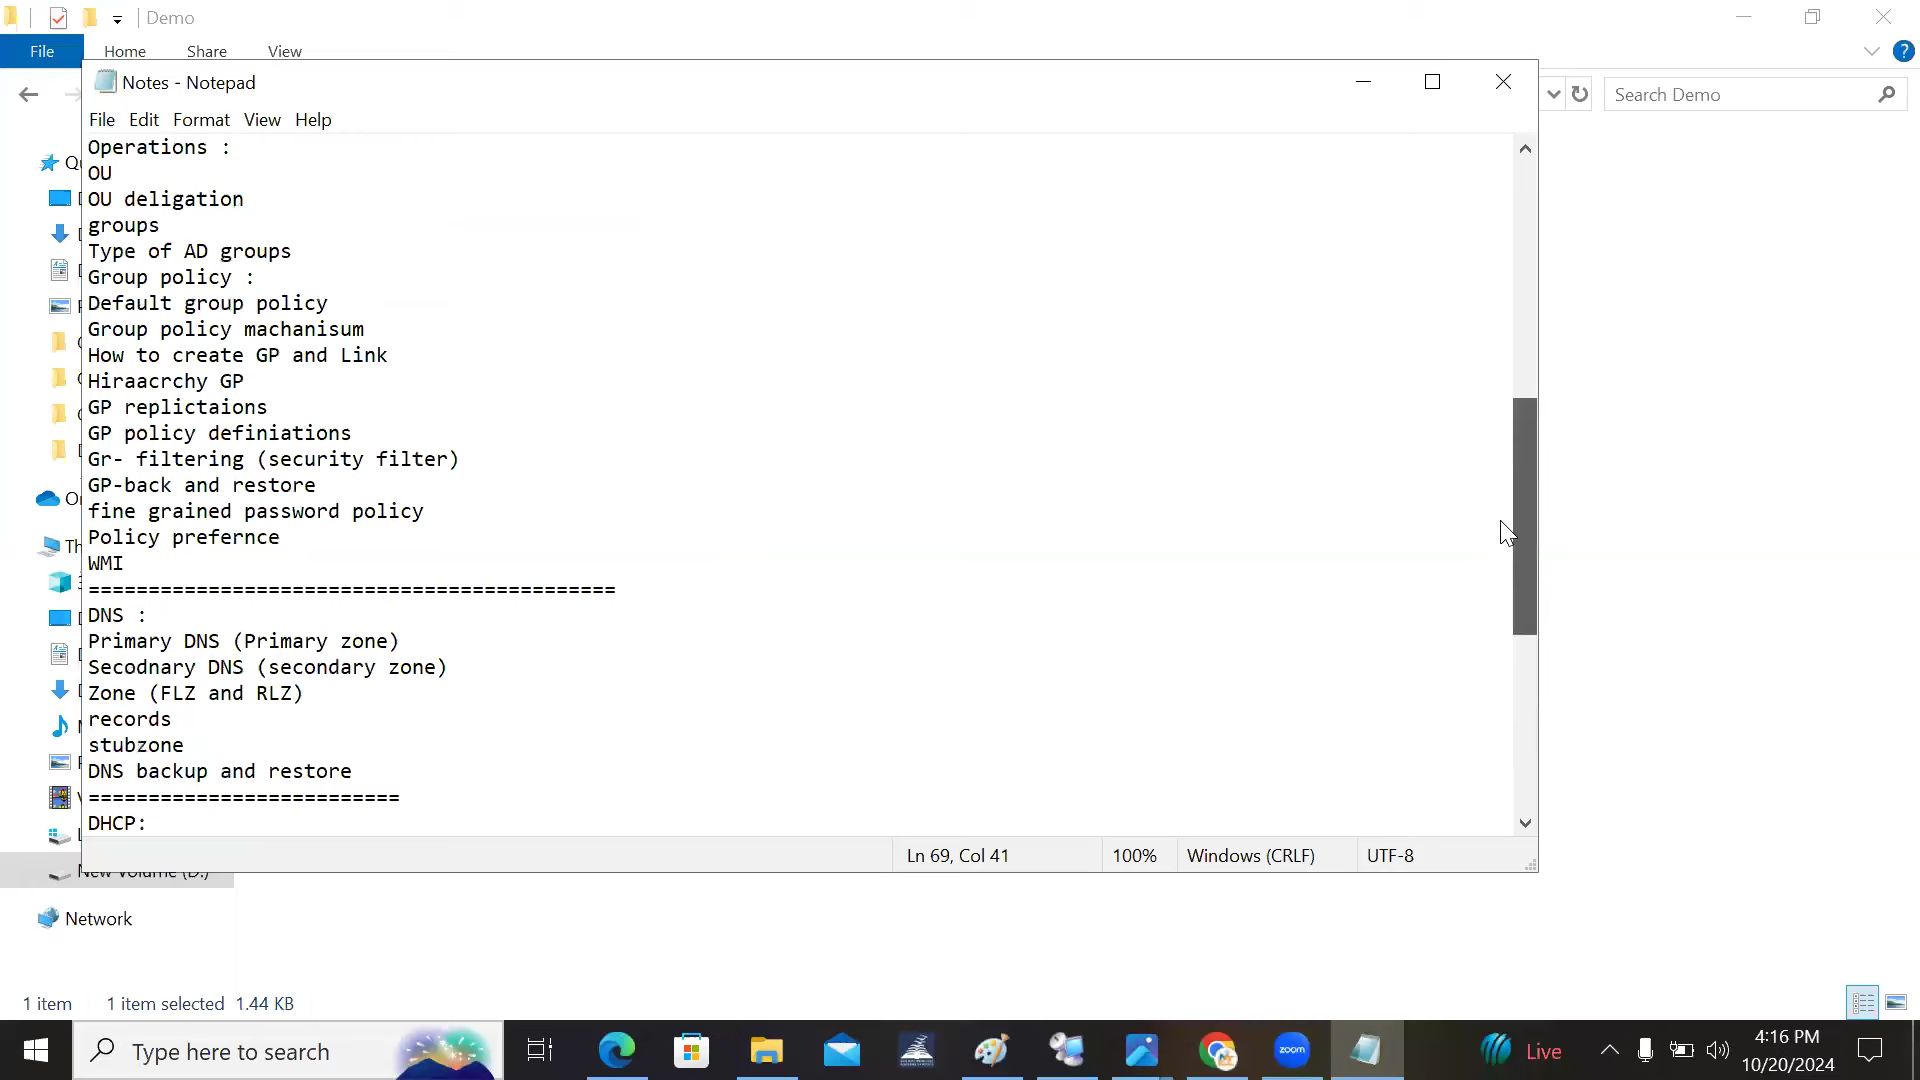 Demo
File Home Share View
Notes - Notepad
Search Demo
File Edit Format View Help
Operations :
OU
OU deligation
groups
Type of AD groups
Group policy :
Default group policy
Group policy machanisum
How to create GP and Link
Hiraacrchy GP
GP replictaions
GP policy definiations
Gr- filtering (security filter)
GP-back and restore
fine grained password policy
Policy prefernce
WMI
============================================
DNS :
Primary DNS (Primary zone)
Secodnary DNS (secondary zone)
Zone (FLZ and RLZ)
records
stubzone
DNS backup and restore
==========================
DHCP:
Ln 69, Col 41 100% Windows (CRLF) UTF-8
New Volume (D:)
Network
1 item 1 item selected 1.44 KB
Type here to search
zoom
Live
4:16 PM
10/20/2024